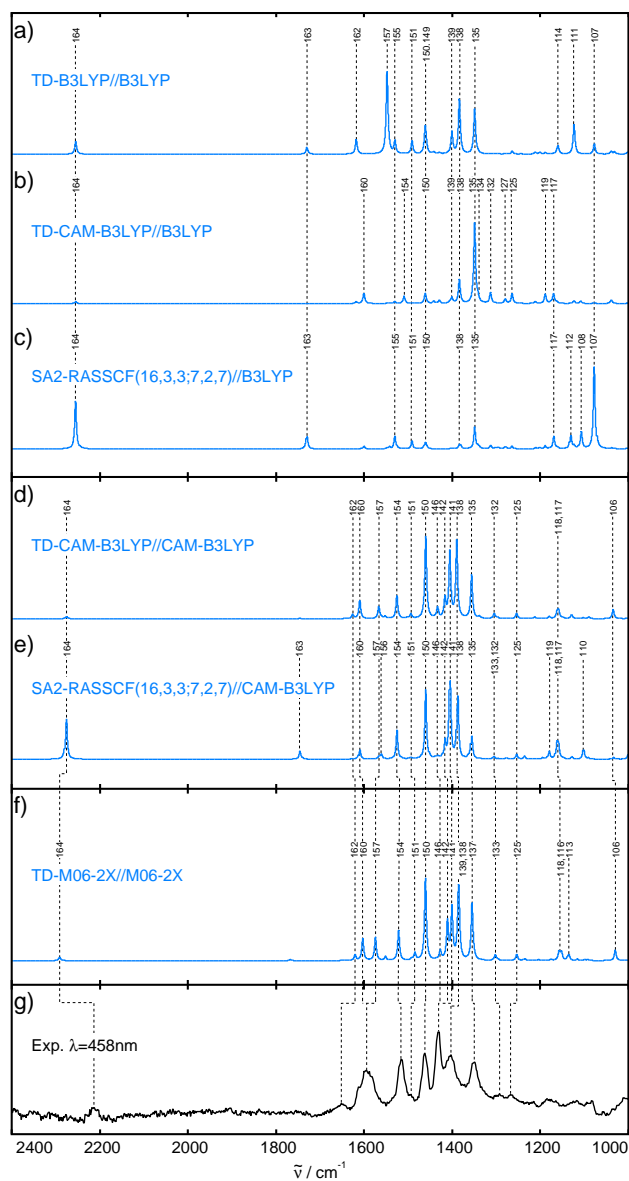 a)
164 163 162 157 155 151 150,149 139 138 135 114 111 107
TD-B3LYP//B3LYP
b)
164 160 154 150 139 138 135 134 132 127 125 119 117
TD-CAM-B3LYP//B3LYP
c)
164 163 155 151 150 138 135 117 112 108 107
SA2-RASSCF(16,3,3;7,2,7)//B3LYP
d)
164 162 160 157 154 151 150 146 142 141 138 135 132 125 118,117 106
TD-CAM-B3LYP//CAM-B3LYP
e)
164 163 160 157 156 154 151 150 146 142 141 138 135 133,132 125 119 118,117 110
SA2-RASSCF(16,3,3;7,2,7)//CAM-B3LYP
f)
164 162 160 157 154 151 150 146 142 141 139,138 137 133 125 118,116 113 106
TD-M06-2X//M06-2X
g)
Exp. λ=458nm
2400 2200 2000 1800 1600 1400 1200 1000
ν̃ / cm⁻¹